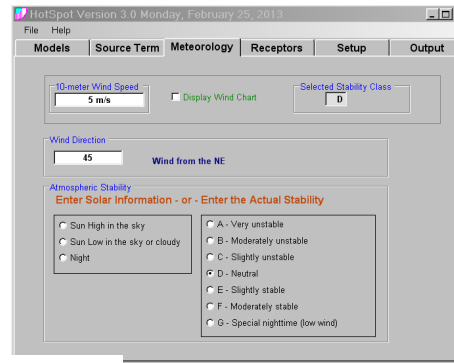 HotSpot Version 3.0 Monday, February 25, 2013
File Help
Models Source Term Meteorology Receptors Setup Output
10-meter Wind Speed
5 m/s
Display Wind Chart
Selected Stability Class
D
Wind Direction
45
Wind from the NE
Atmospheric Stability
Enter Solar Information - or - Enter the Actual Stability
Sun High in the sky
Sun Low in the sky or cloudy
Night
A - Very unstable
B - Moderately unstable
C - Slightly unstable
D - Neutral
E - Slightly stable
F - Moderately stable
G - Special nighttime (low wind)